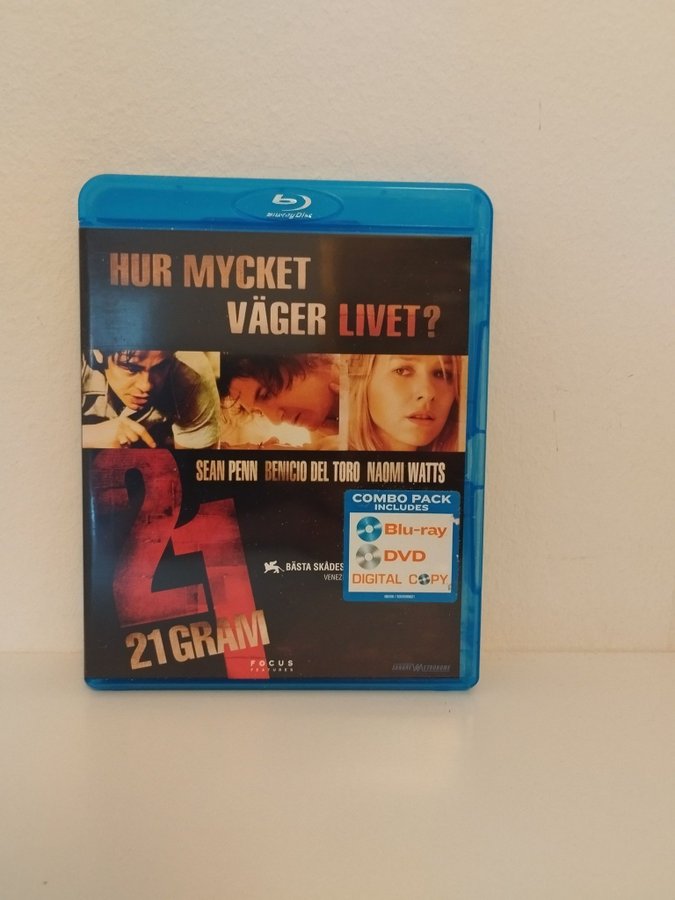 Blu-ray Disc
HUR MYCKET
VÄGER LIVET?
SEAN PENN BENICIO DEL TORO NAOMI WATTS
COMBO PACK
INCLUDES
Blu-ray
DVD
DIGITAL COPY
BÄSTA SKÅDES
VENEZ
21
21 GRAM
FOCUS
FEATURES